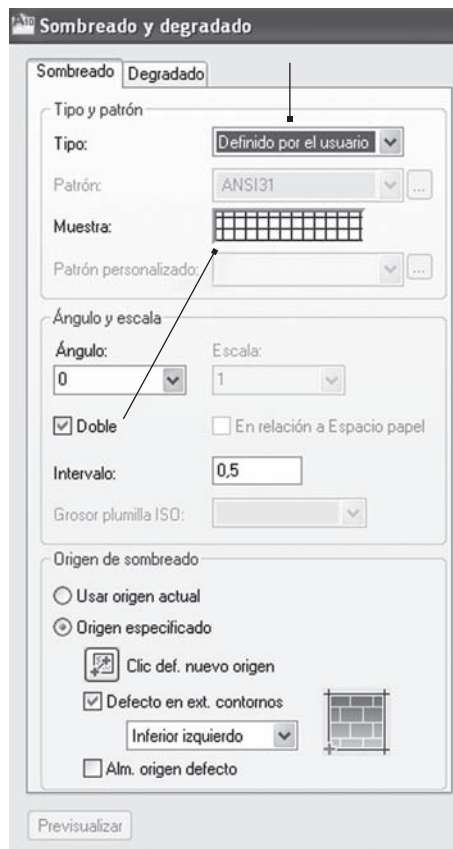 Sombreado y degradado
Sombreado Degradado
Tipo y patrón
Tipo: Definido por el usuario
Patrón: ANSI31 ...
Muestra:
Patrón personalizado: ...
Ángulo y escala
Ángulo: Escala:
0 1
Doble En relación a Espacio papel
Intervalo: 0,5
Grosor plumilla ISO:
Origen de sombreado
Usar origen actual
Origen especificado
Clic def. nuevo origen
Defecto en ext. contornos
Inferior izquierdo
Alm. origen defecto
Previsualizar